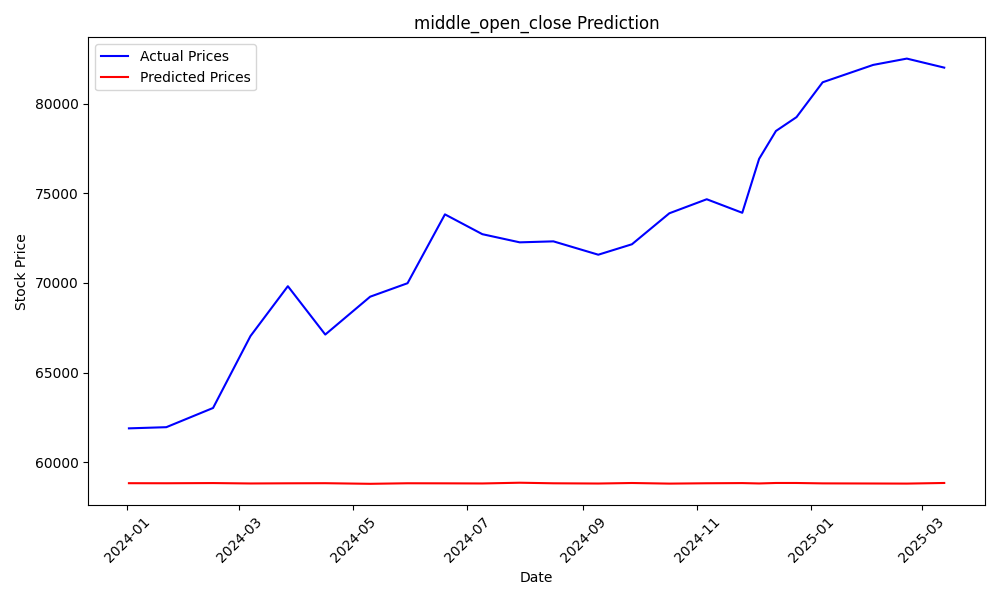 middle_open_close Prediction
Actual Prices
Predicted Prices
Stock Price
80000
75000
70000
65000
60000
2024-01
2024-03
2024-05
2024-07
2024-09
2024-11
2025-01
2025-03
Date